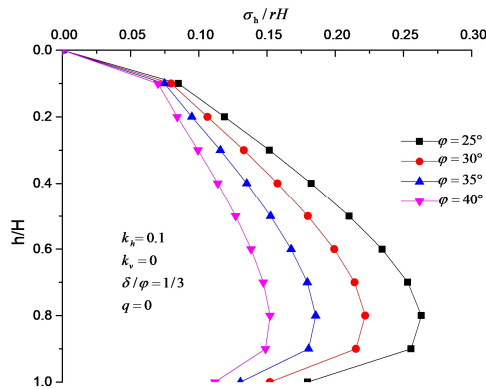 σh/rH
0.00 0.05 0.10 0.15 0.20 0.25 0.30
0.0
0.2
0.4
0.6
0.8
1.0
h/H
φ = 25°
φ = 30°
φ = 35°
φ = 40°
kh = 0.1
kv = 0
δ/φ = 1/3
q = 0